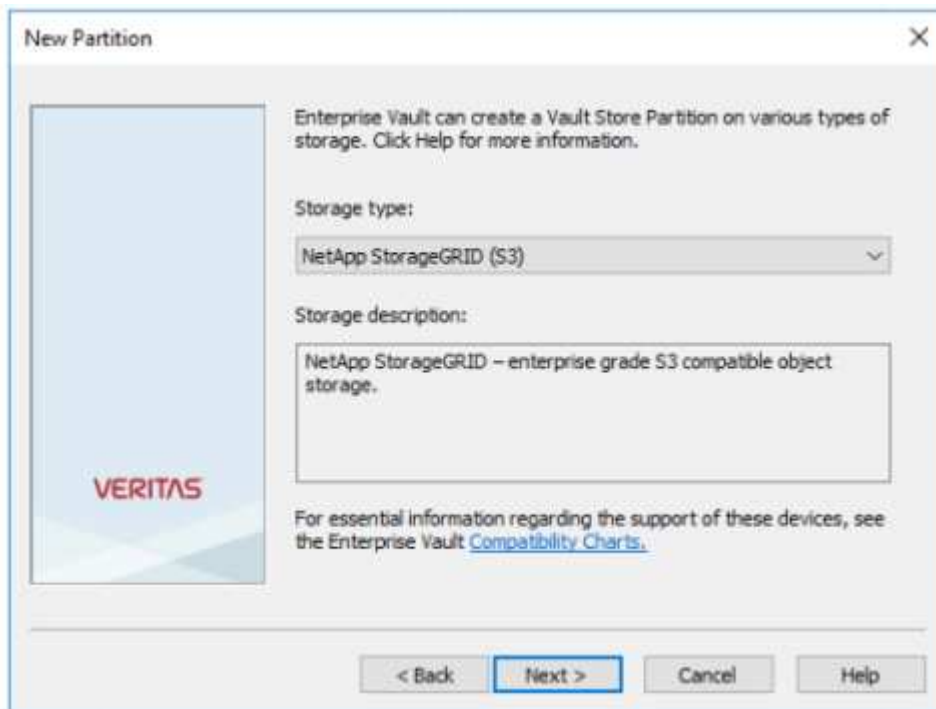 New Partition
Enterprise Vault can create a Vault Store Partition on various types of
storage. Click Help for more information.
Storage type:
NetApp StorageGRID (S3)
Storage description:
NetApp StorageGRID – enterprise grade S3 compatible object
storage.
VERITAS
For essential information regarding the support of these devices, see
the Enterprise Vault Compatibility Charts.
< Back
Next >
Cancel
Help